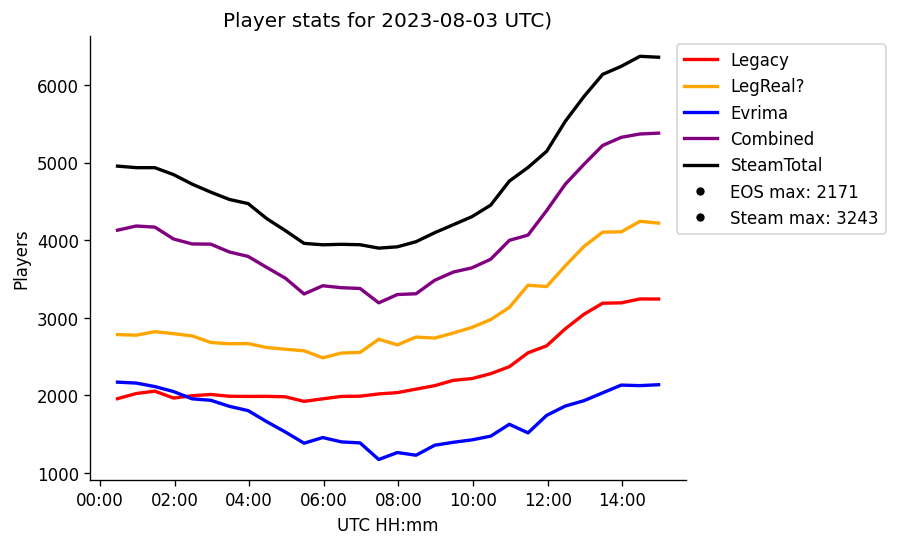 Player stats for 2023-08-03 UTC)
Legacy
LegReal?
Evrima
Combined
SteamTotal
EOS max: 2171
Steam max: 3243
Players
6000
5000
4000
3000
2000
1000
00:00 02:00 04:00 06:00 08:00 10:00 12:00 14:00
UTC HH:mm